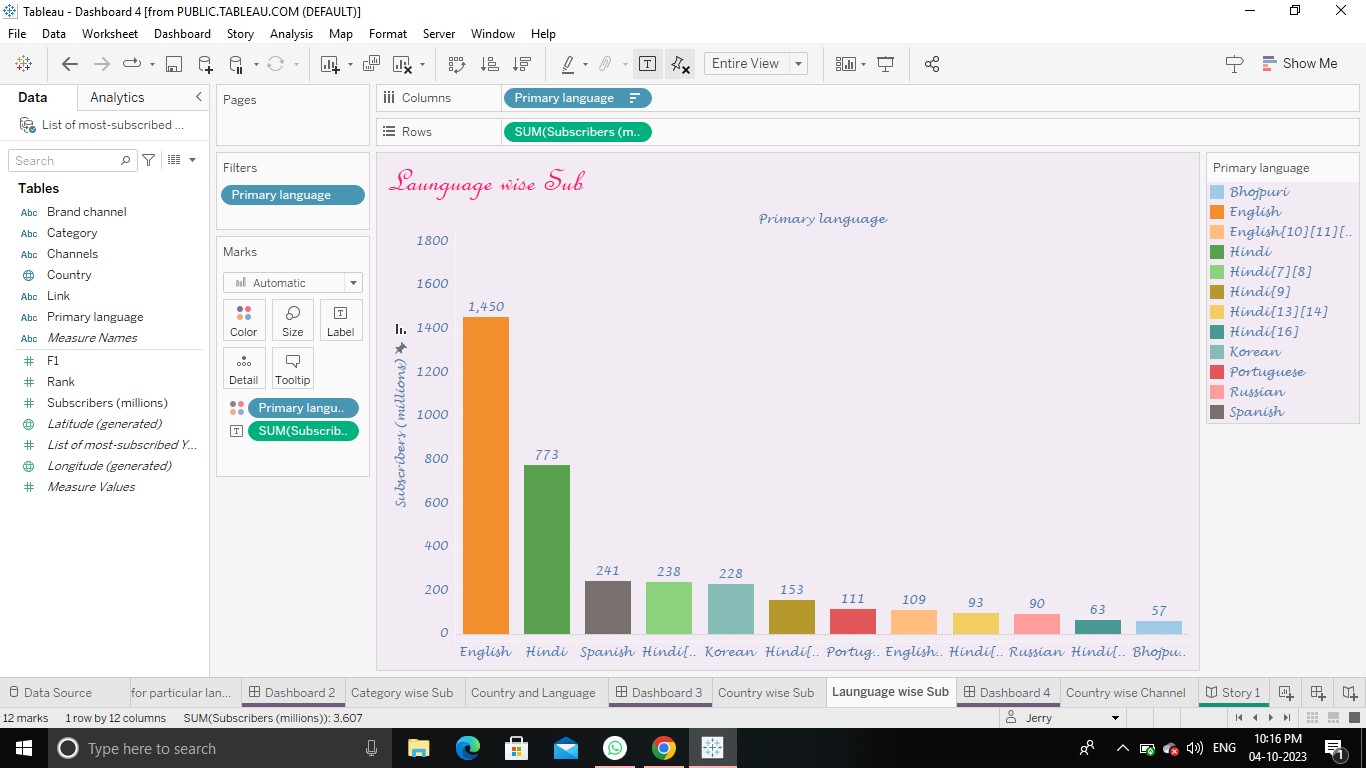 Tableau - Dashboard 4 [from PUBLIC.TABLEAU.COM (DEFAULT)]
File Data Worksheet Dashboard Story Analysis Map Format Server Window Help
Entire View
Show Me
Data Analytics
List of most-subscribed ...
Search
Tables
Abc Brand channel
Abc Category
Abc Channels
Country
Abc Link
Abc Primary language
Abc Measure Names
# F1
# Rank
# Subscribers (millions)
Latitude (generated)
# List of most-subscribed Y...
Longitude (generated)
# Measure Values
Pages
Filters
Primary language
Marks
Automatic
Color Size Label
Detail Tooltip
Primary langu..
SUM(Subscrib..
Columns Primary language
Rows SUM(Subscribers (m..
Launguage wise Sub
Primary language
Subscribers (millions)
1800
1600
1400
1200
1000
800
600
400
200
0
1,450 773 241 238 228 153 111 109 93 90 63 57
English Hindi Spanish Hindi[.. Korean Hindi[.. Portug.. English.. Hindi[.. Russian Hindi[.. Bhojpu..
Primary language
Bhojpuri
English
English[10][11][..
Hindi
Hindi[7][8]
Hindi[9]
Hindi[13][14]
Hindi[16]
Korean
Portuguese
Russian
Spanish
Data Source for particular lan... Dashboard 2 Category wise Sub Country and Language Dashboard 3 Country wise Sub Launguage wise Sub Dashboard 4 Country wise Channel Story 1
12 marks 1 row by 12 columns SUM(Subscribers (millions)): 3,607 Jerry
Type here to search
ENG
10:16 PM
04-10-2023
1